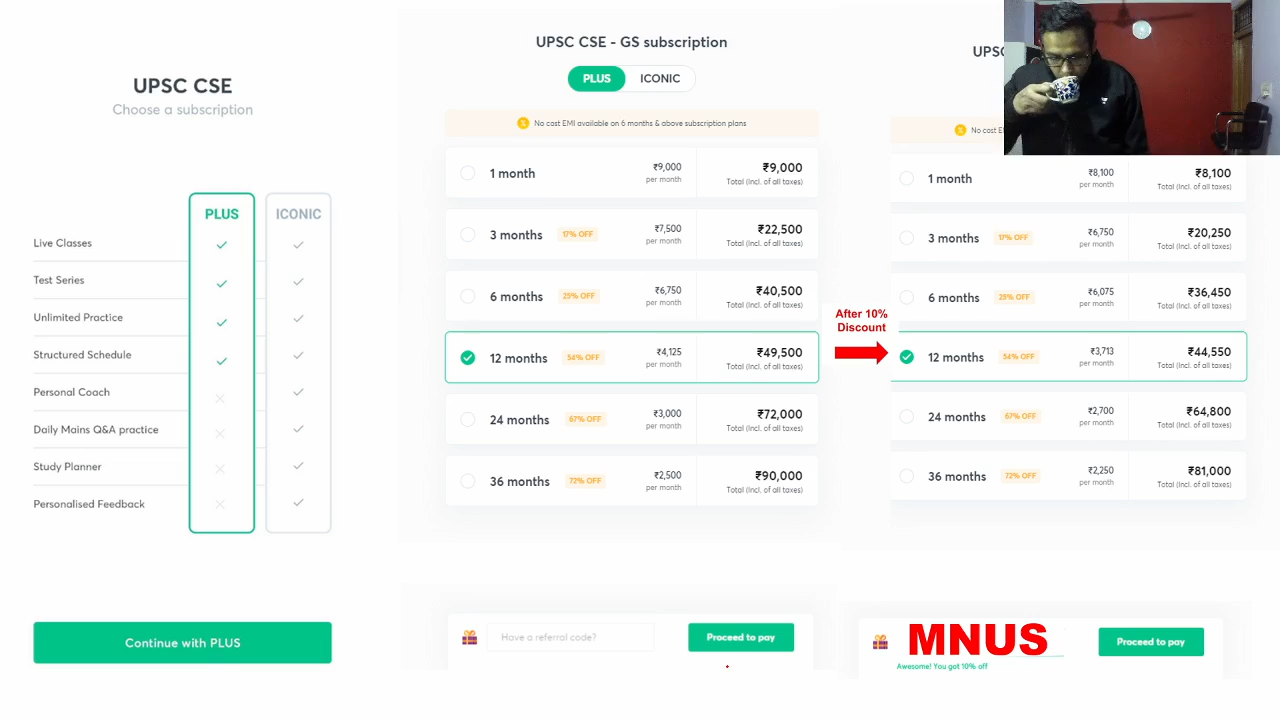 UPSC CSE
Choose a subscription
PLUS
ICONIC
Live Classes
Test Series
Unlimited Practice
Structured Schedule
Personal Coach
Daily Mains Q&A practice
Study Planner
Personalised Feedback
Continue with PLUS
UPSC CSE - GS subscription
PLUS
ICONIC
No cost EMI available on 6 months & above subscription plans
1 month
₹9,000
per month
₹9,000
Total (Incl. of all taxes)
3 months
17% OFF
₹7,500
per month
₹22,500
Total (Incl. of all taxes)
6 months
25% OFF
₹6,750
per month
₹40,500
Total (Incl. of all taxes)
12 months
54% OFF
₹4,125
per month
₹49,500
Total (Incl. of all taxes)
24 months
67% OFF
₹3,000
per month
₹72,000
Total (Incl. of all taxes)
36 months
72% OFF
₹2,500
per month
₹90,000
Total (Incl. of all taxes)
Have a referral code?
Proceed to pay
After 10%
Discount
UPSC
No cost E
1 month
₹8,100
per month
₹8,100
Total (Incl. of all taxes)
3 months
17% OFF
₹6,750
per month
₹20,250
Total (Incl. of all taxes)
6 months
25% OFF
₹6,075
per month
₹36,450
Total (Incl. of all taxes)
12 months
54% OFF
₹3,713
per month
₹44,550
Total (Incl. of all taxes)
24 months
67% OFF
₹2,700
per month
₹64,800
Total (Incl. of all taxes)
36 months
72% OFF
₹2,250
per month
₹81,000
Total (Incl. of all taxes)
MNUS
Proceed to pay
Awesome! You got 10% off